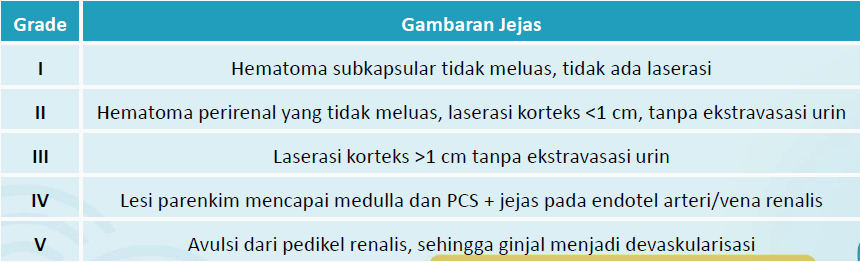 Grade Gambaran Jejas
I Hematoma subkapsular tidak meluas, tidak ada laserasi
II Hematoma perirenal yang tidak meluas, laserasi korteks <1 cm, tanpa ekstravasasi urin
III Laserasi korteks >1 cm tanpa ekstravasasi urin
IV Lesi parenkim mencapai medulla dan PCS + jejas pada endotel arteri/vena renalis
V Avulsi dari pedikel renalis, sehingga ginjal menjadi devaskularisasi